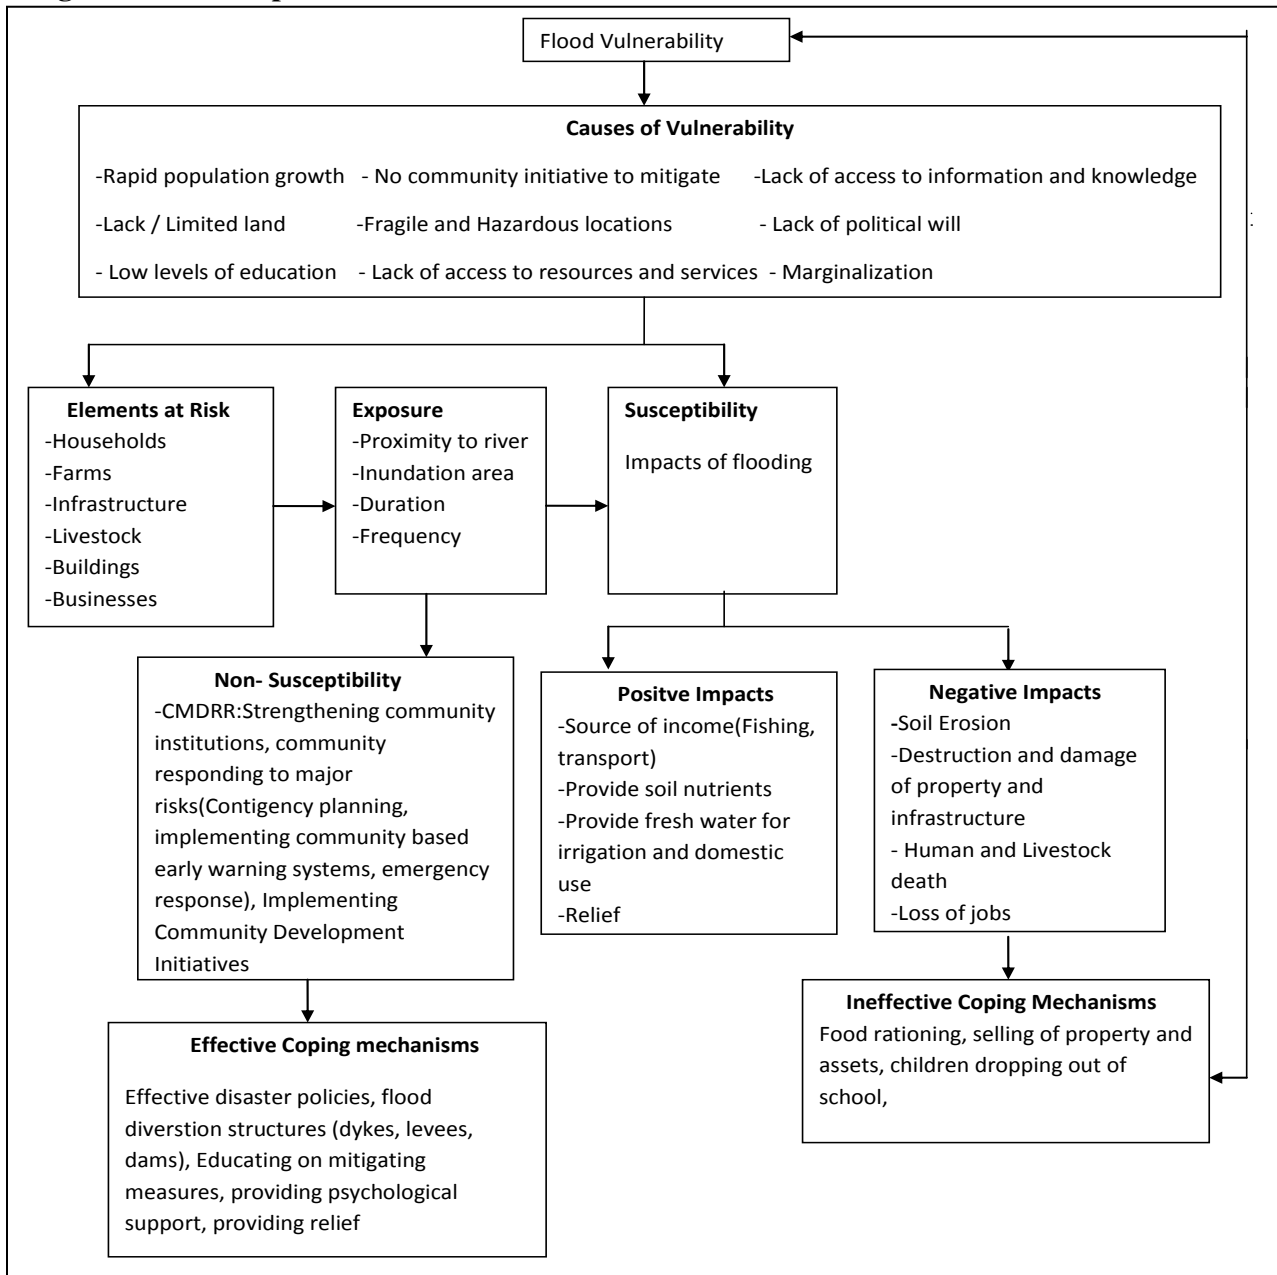 Flood Vulnerability
Causes of Vulnerability
-Rapid population growth - No community initiative to mitigate -Lack of access to information and knowledge
-Lack / Limited land -Fragile and Hazardous locations - Lack of political will
- Low levels of education - Lack of access to resources and services - Marginalization
Elements at Risk
-Households
-Farms
-Infrastructure
-Livestock
-Buildings
-Businesses
Exposure
-Proximity to river
-Inundation area
-Duration
-Frequency
Susceptibility
Impacts of flooding
Non- Susceptibility
-CMDRR:Strengthening community
institutions, community
responding to major
risks(Contigency planning,
implementing community based
early warning systems, emergency
response), Implementing
Community Development
Initiatives
Positve Impacts
-Source of income(Fishing,
transport)
-Provide soil nutrients
-Provide fresh water for
irrigation and domestic
use
-Relief
Negative Impacts
-Soil Erosion
-Destruction and damage
of property and
infrastructure
- Human and Livestock
death
-Loss of jobs
Effective Coping mechanisms
Effective disaster policies, flood
diverstion structures (dykes, levees,
dams), Educating on mitigating
measures, providing psychological
support, providing relief
Ineffective Coping Mechanisms
Food rationing, selling of property and
assets, children dropping out of
school,